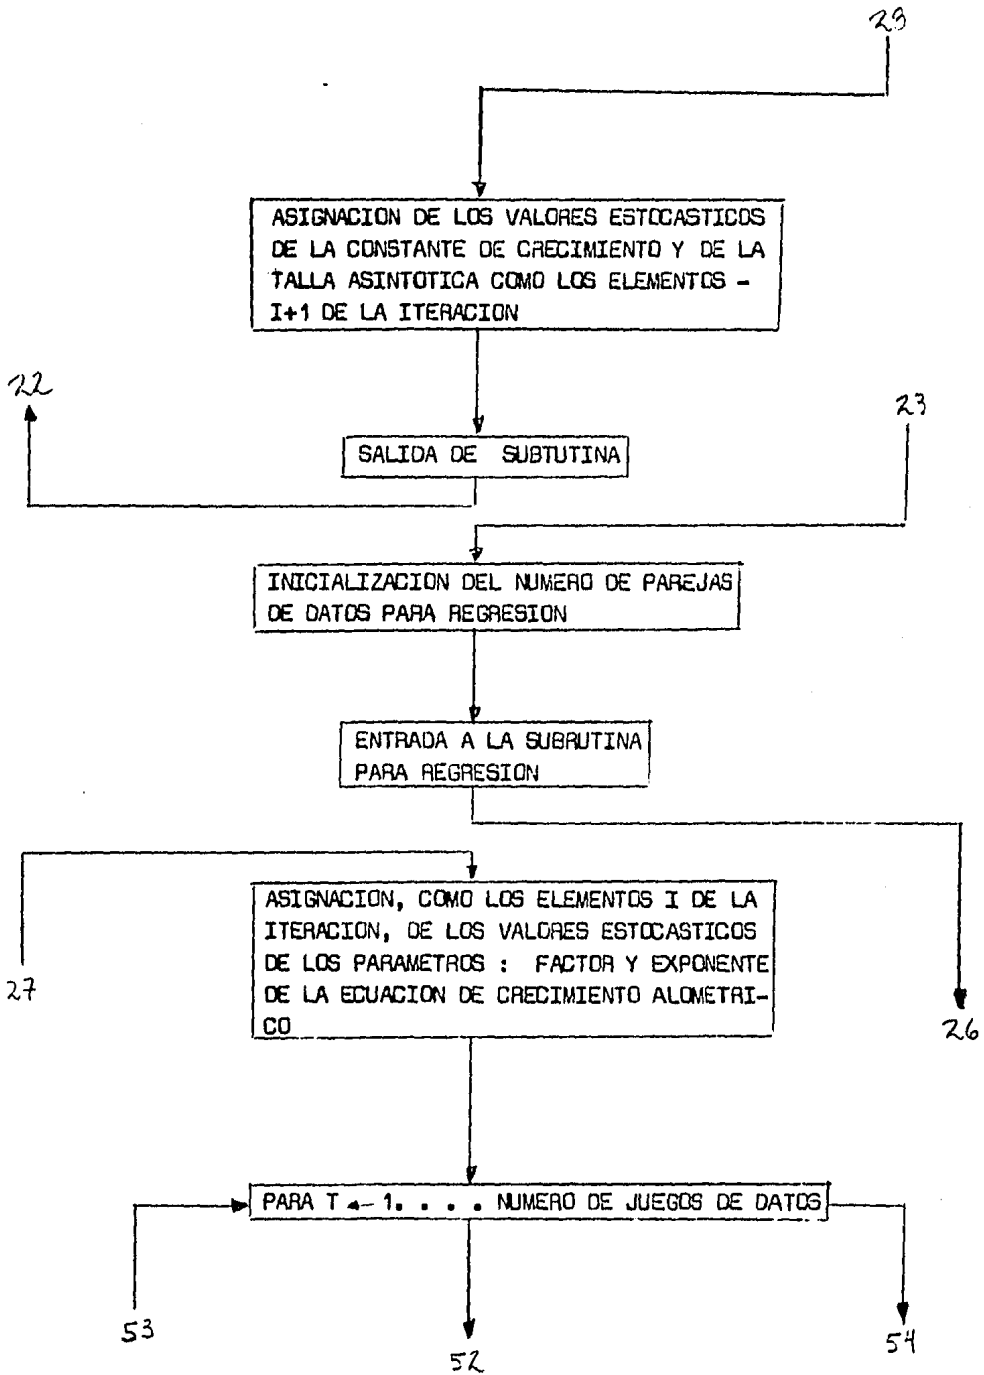 28
ASIGNACION DE LOS VALORES ESTOCASTICOS
DE LA CONSTANTE DE CRECIMIENTO Y DE LA
TALLA ASINTOTICA COMO LOS ELEMENTOS -
I+1 DE LA ITERACION
22
23
SALIDA DE SUBTUTINA
INICIALIZACION DEL NUMERO DE PAREJAS
DE DATOS PARA REGRESION
ENTRADA A LA SUBRUTINA
PARA REGRESION
ASIGNACION, COMO LOS ELEMENTOS I DE LA
ITERACION, DE LOS VALORES ESTOCASTICOS
DE LOS PARAMETROS : FACTOR Y EXPONENTE
DE LA ECUACION DE CRECIMIENTO ALOMETRI-
CO
27
26
PARA T ← 1. . . . NUMERO DE JUEGOS DE DATOS
53
52
54